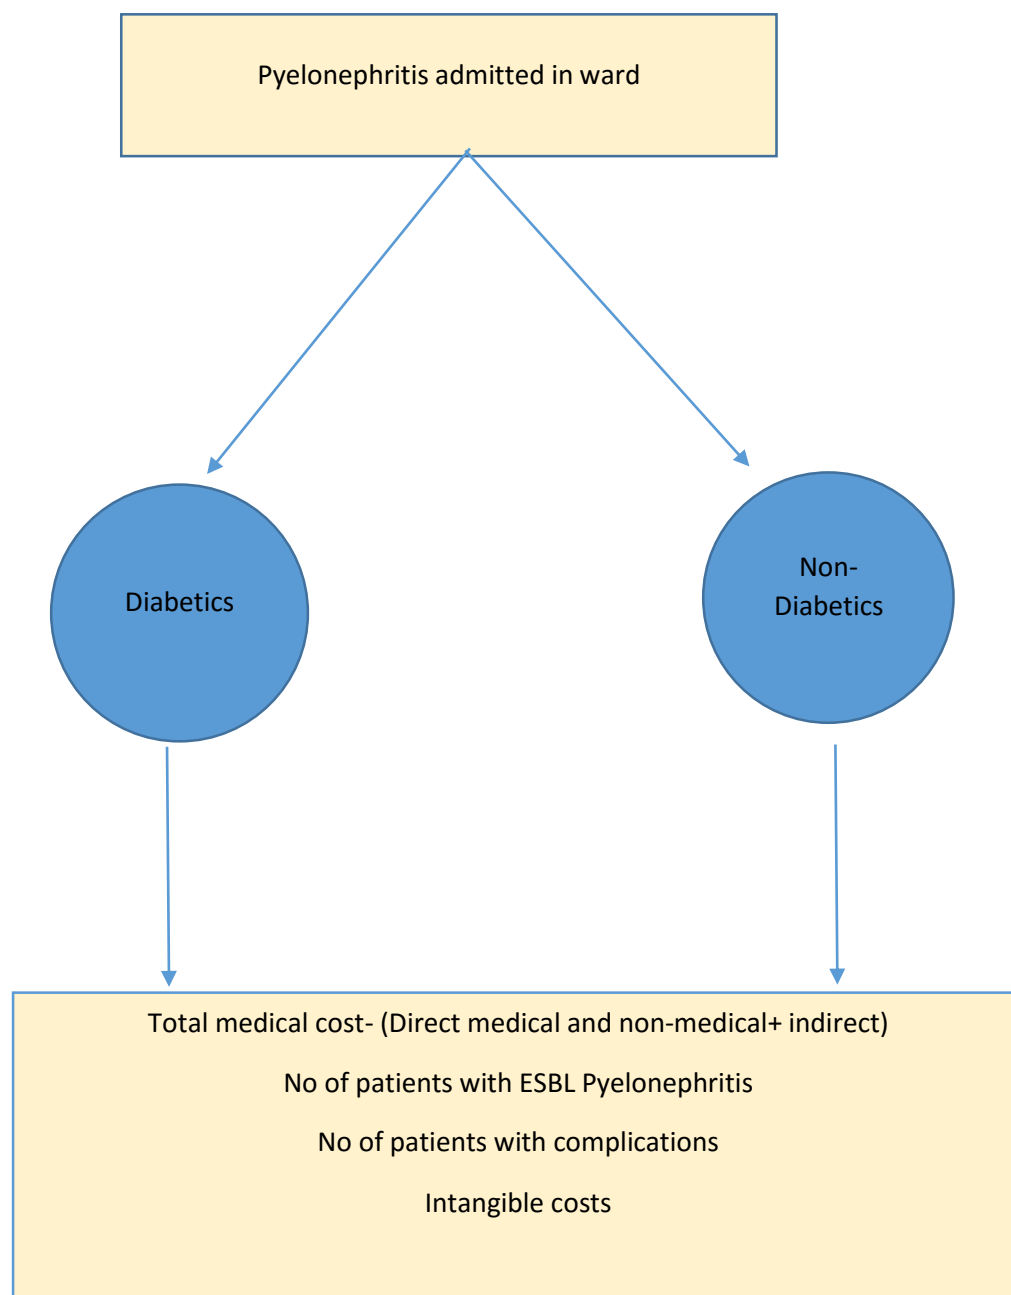 Pyelonephritis admitted in ward
Diabetics
Non-
Diabetics
Total medical cost- (Direct medical and non-medical+ indirect)
No of patients with ESBL Pyelonephritis
No of patients with complications
Intangible costs